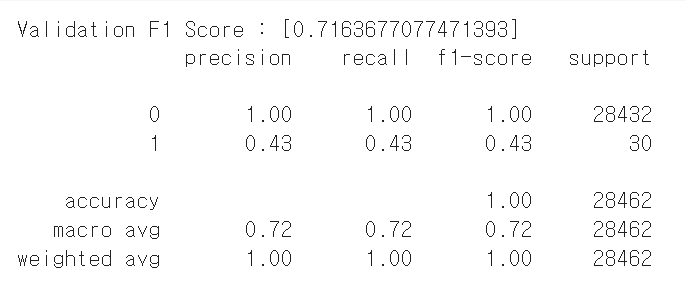 Validation F1 Score : [0.7163677077471393]
precision recall f1-score support
0 1.00 1.00 1.00 28432
1 0.43 0.43 0.43 30
accuracy 1.00 28462
macro avg 0.72 0.72 0.72 28462
weighted avg 1.00 1.00 1.00 28462